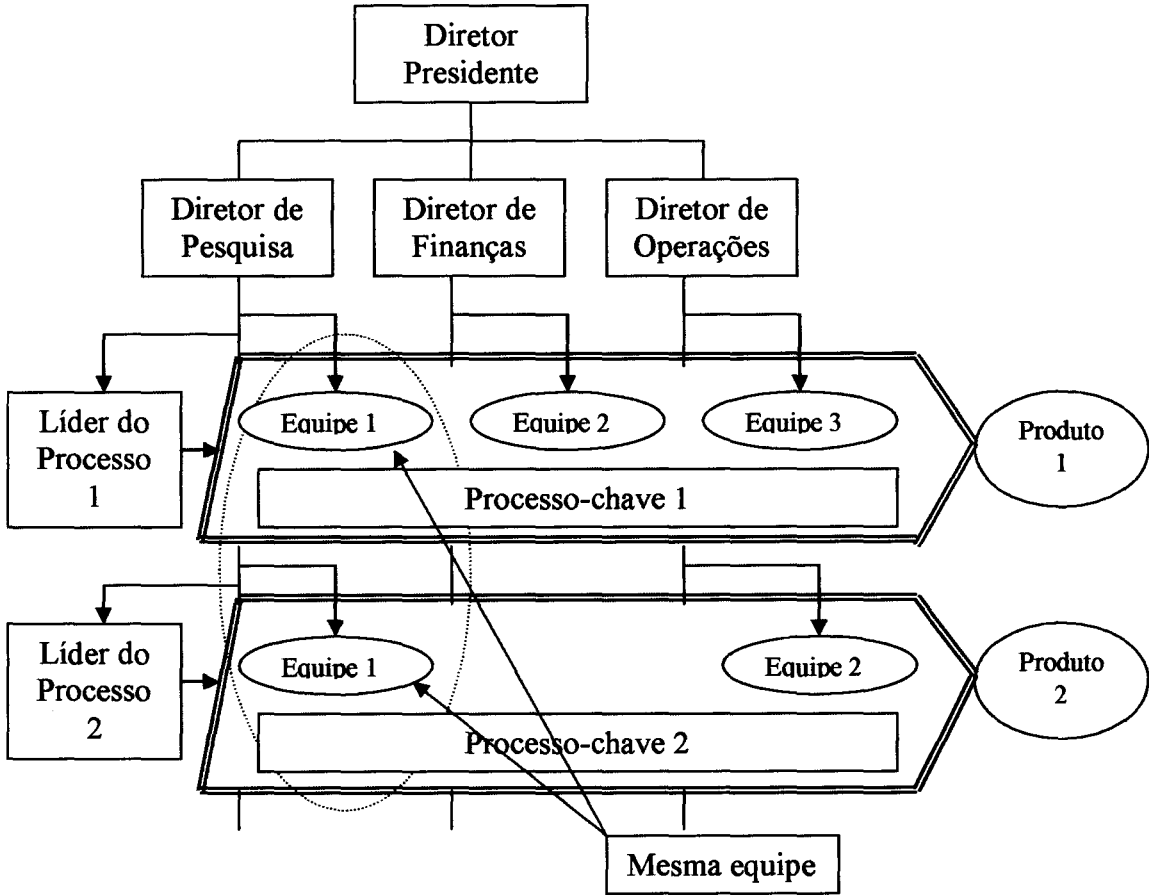 Diretor
Presidente
Diretor de
Pesquisa
Diretor de
Finanças
Diretor de
Operações
Líder do
Processo
1
Equipe 1
Equipe 2
Equipe 3
Produto
1
Processo-chave 1
Líder do
Processo
2
Equipe 1
Equipe 2
Produto
2
Processo-chave 2
Mesma equipe